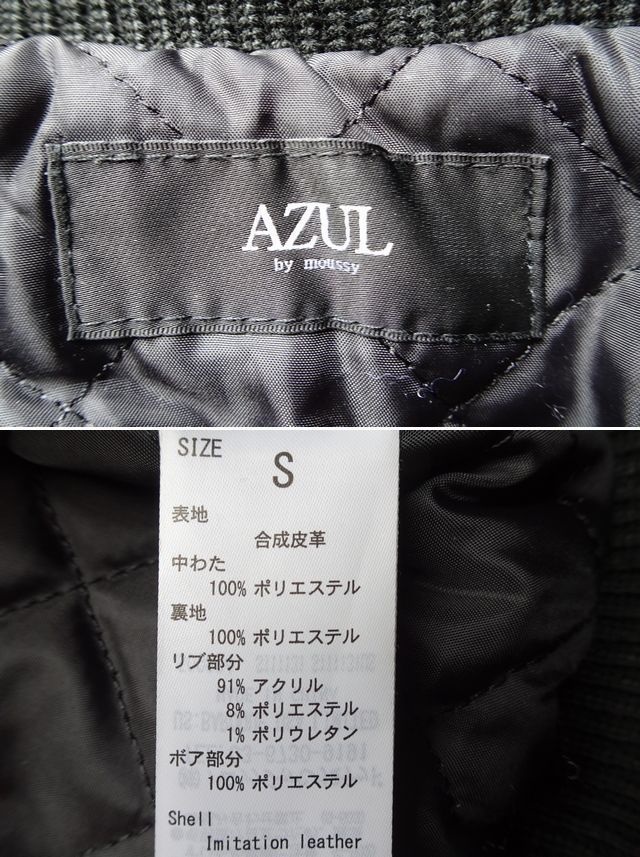 AZUL
by moussy
SIZE S
表地
合成皮革
中わた
100% ポリエステル
裏地
100% ポリエステル
リブ部分
91% アクリル
8% ポリエステル
1% ポリウレタン
ボア部分
100% ポリエステル
Shell
Imitation leather